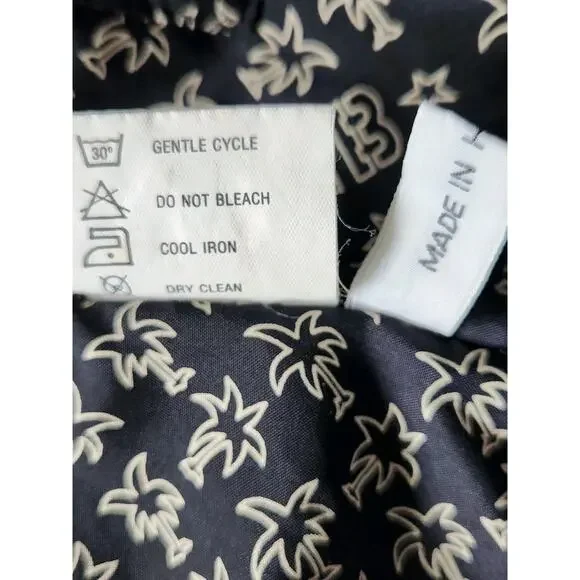 30°
GENTLE CYCLE
DO NOT BLEACH
COOL IRON
DRY CLEAN
MADE IN H